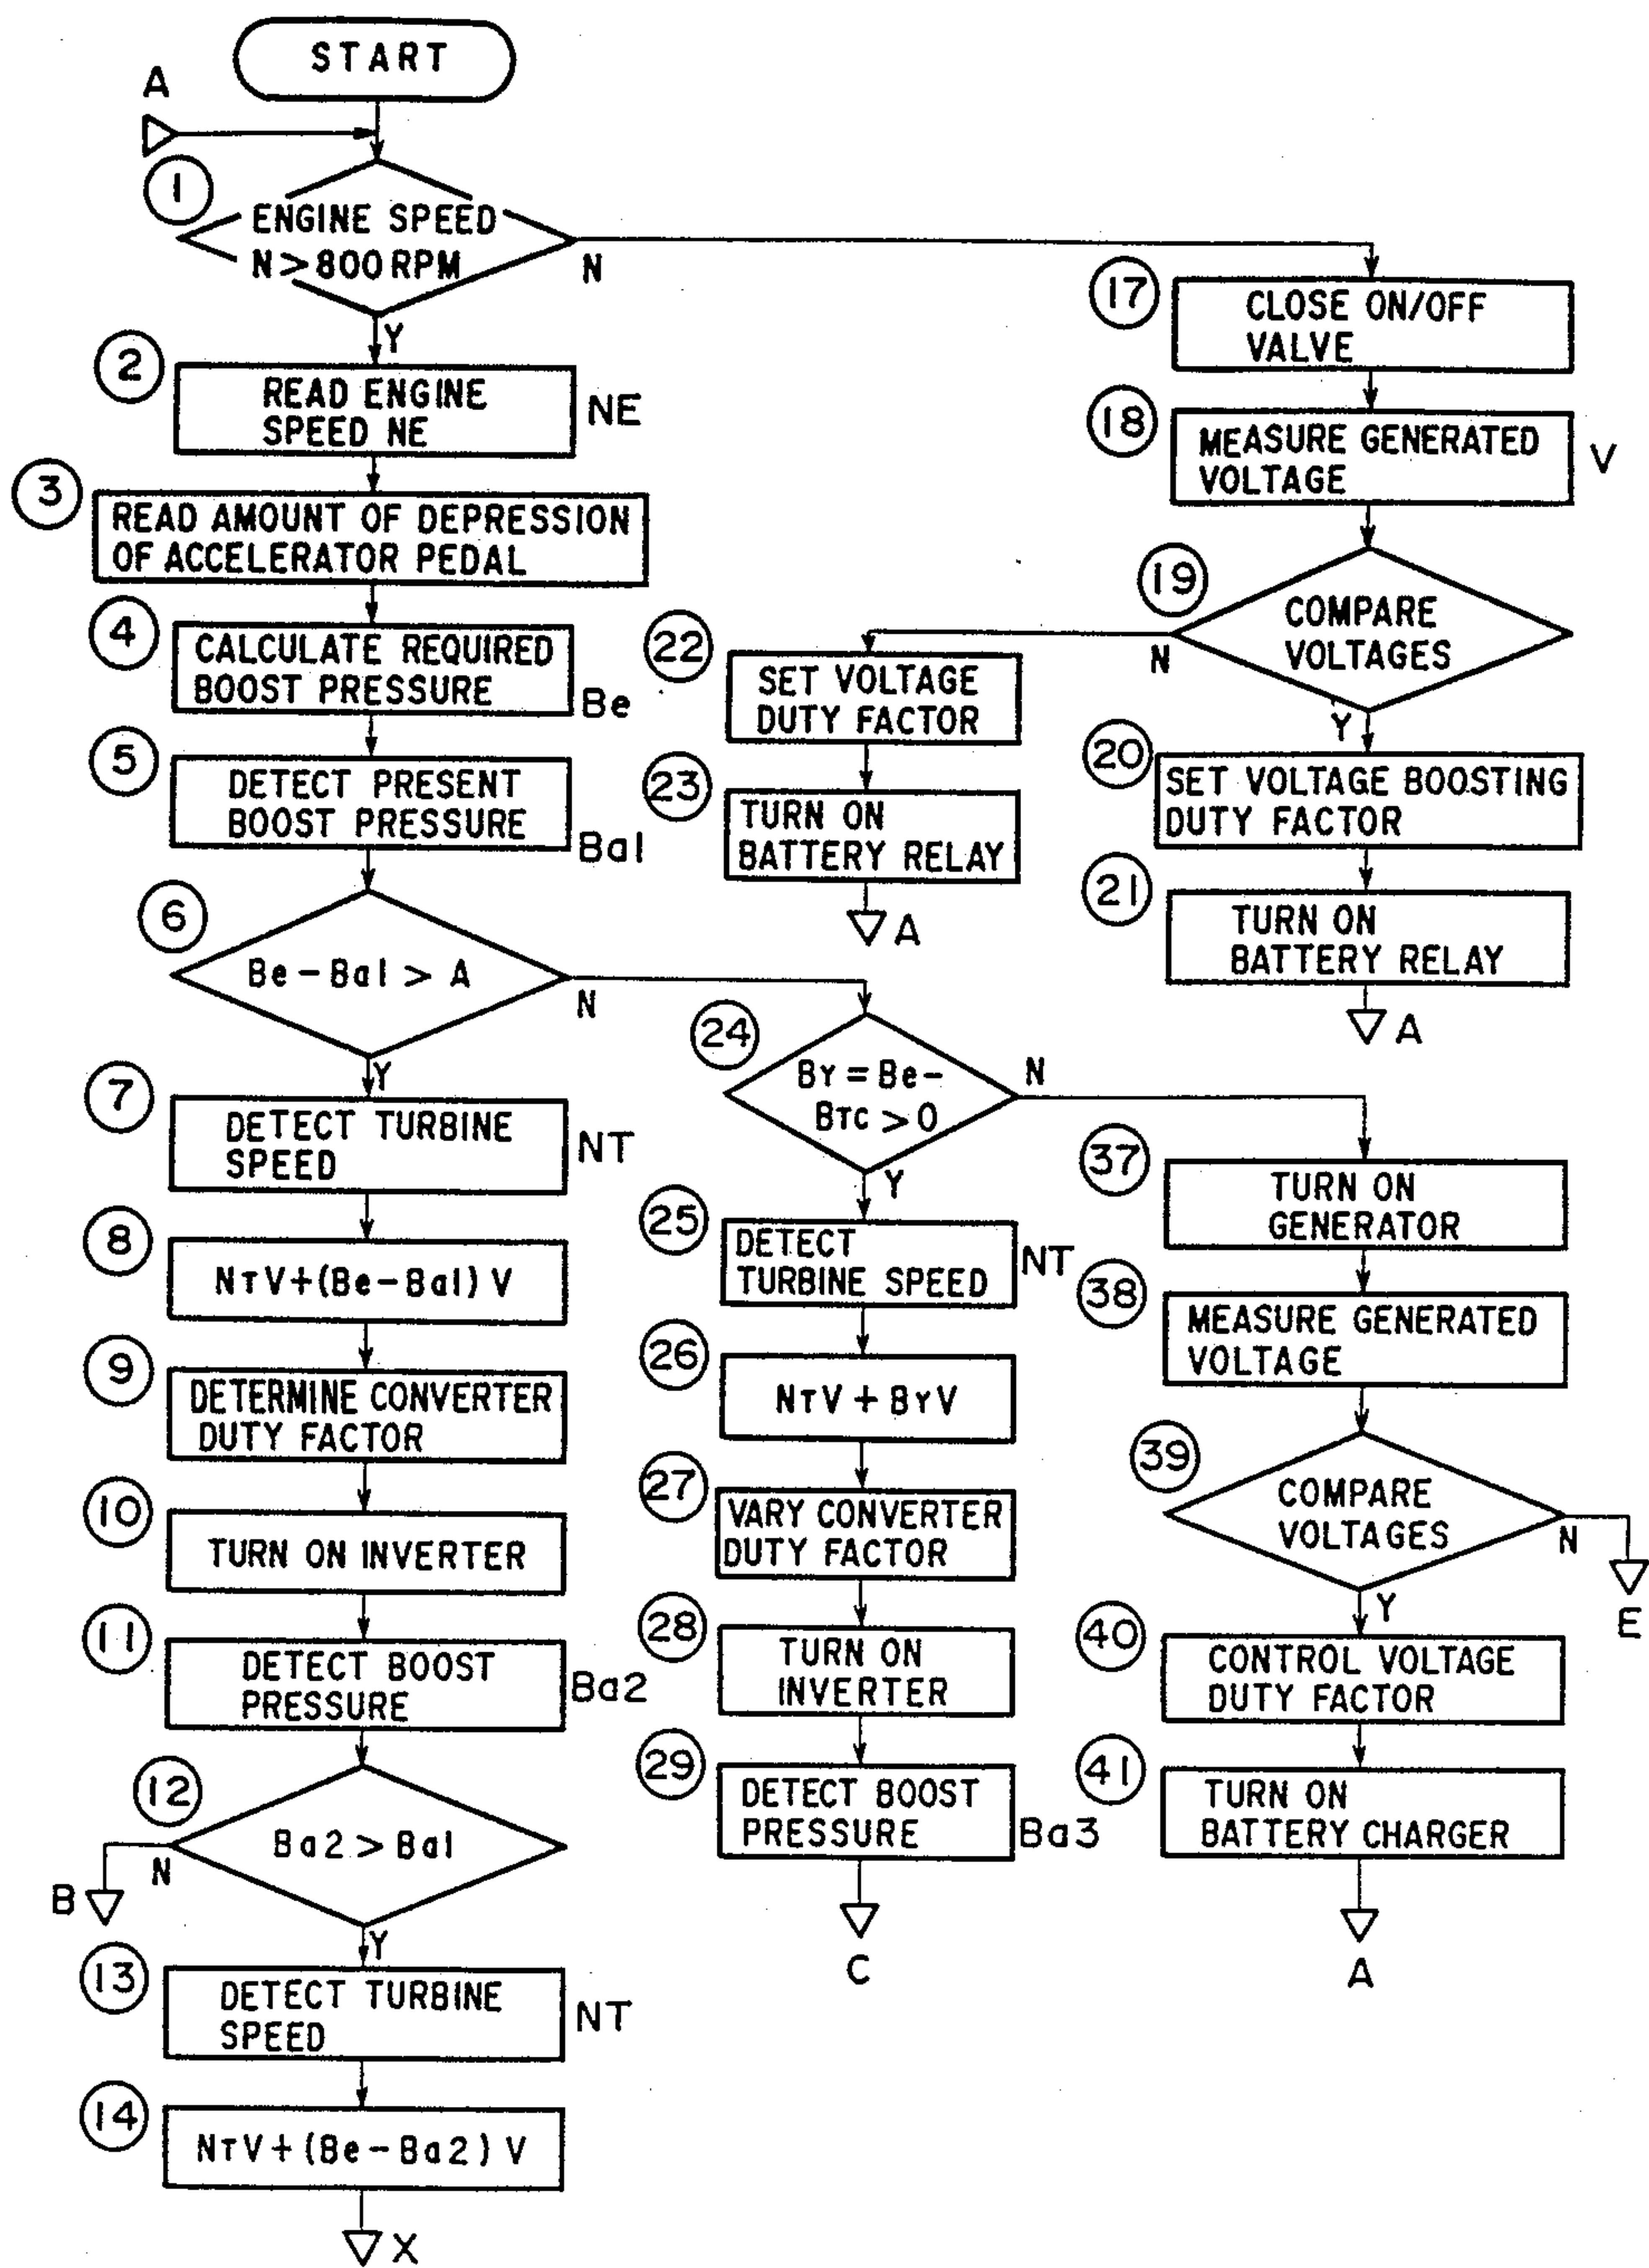 START
A
1
ENGINE SPEED
N > 800 RPM
N
Y
2
READ ENGINE
SPEED NE
NE
3
READ AMOUNT OF DEPRESSION
OF ACCELERATOR PEDAL
4
CALCULATE REQUIRED
BOOST PRESSURE
Be
5
DETECT PRESENT
BOOST PRESSURE
Ba1
6
Be - Ba1 > A
N
Y
7
DETECT TURBINE
SPEED
NT
8
NTV + (Be - Ba1) V
9
DETERMINE CONVERTER
DUTY FACTOR
10
TURN ON INVERTER
11
DETECT BOOST
PRESSURE
Ba2
12
Ba2 > Ba1
N
B
Y
13
DETECT TURBINE
SPEED
NT
14
NTV + (Be - Ba2) V
X
17
CLOSE ON/OFF
VALVE
18
MEASURE GENERATED
VOLTAGE
V
19
COMPARE
VOLTAGES
N
Y
20
SET VOLTAGE BOOSTING
DUTY FACTOR
21
TURN ON
BATTERY RELAY
A
22
SET VOLTAGE
DUTY FACTOR
23
TURN ON
BATTERY RELAY
A
24
BY = Be -
BTC > 0
N
Y
25
DETECT
TURBINE SPEED
NT
26
NTV + BYV
27
VARY CONVERTER
DUTY FACTOR
28
TURN ON
INVERTER
29
DETECT BOOST
PRESSURE
Ba3
C
37
TURN ON
GENERATOR
38
MEASURE GENERATED
VOLTAGE
39
COMPARE
VOLTAGES
N
E
Y
40
CONTROL VOLTAGE
DUTY FACTOR
41
TURN ON
BATTERY CHARGER
A